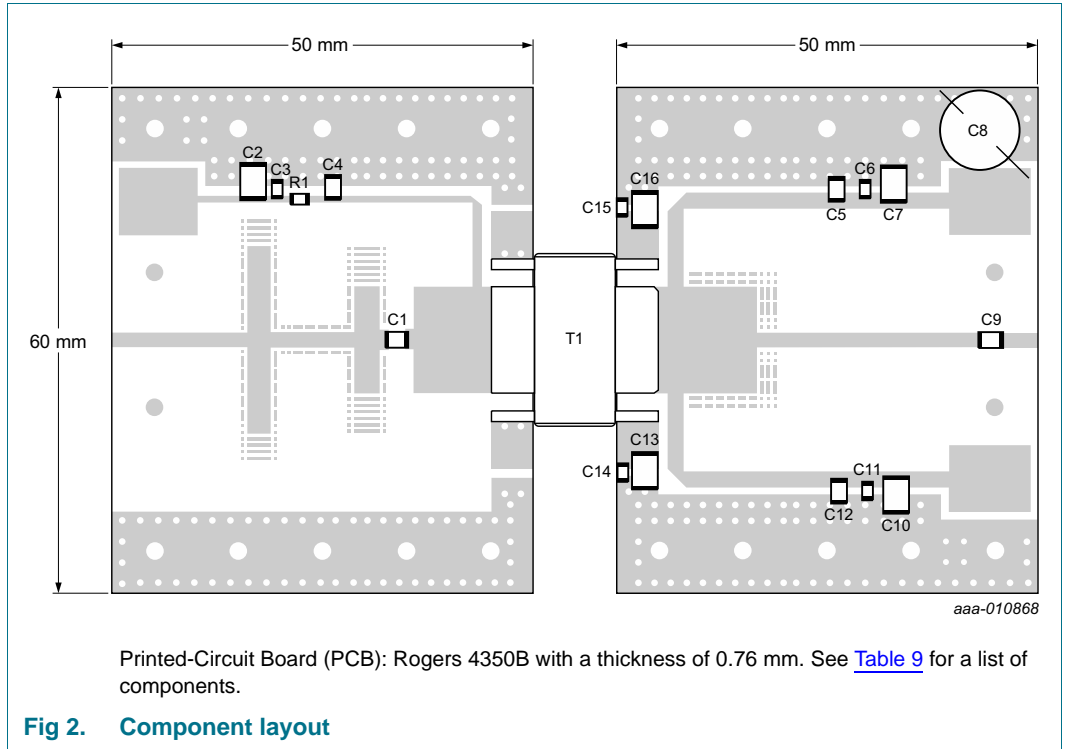 50 mm
50 mm
C8
C2
C3
C4
R1
C16
C15
C6
C5
C7
60 mm
C1
T1
C9
C13
C14
C11
C12
C10
aaa-010868
Printed-Circuit Board (PCB): Rogers 4350B with a thickness of 0.76 mm. See Table 9 for a list of
components.
Fig 2. Component layout